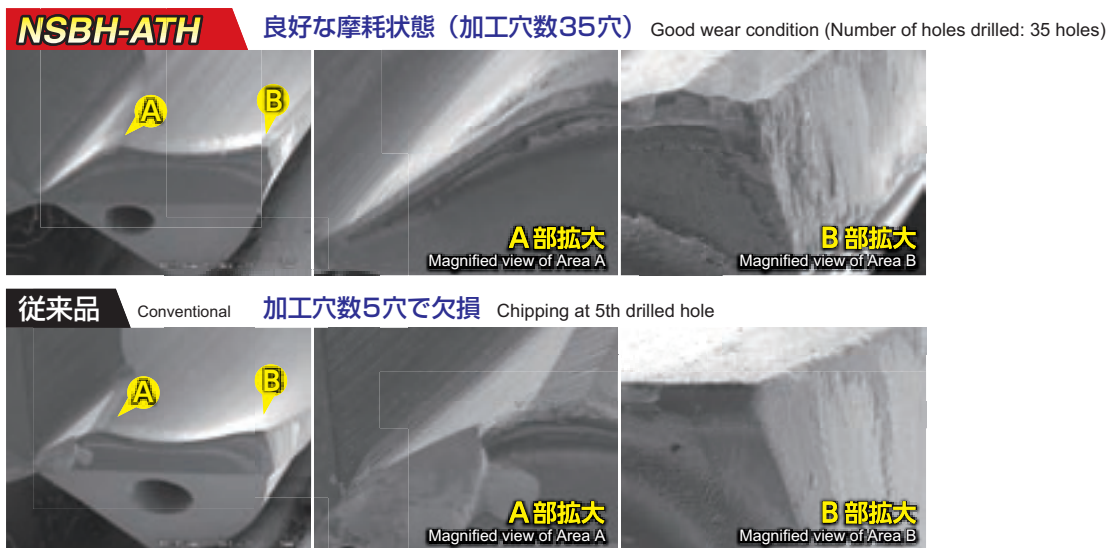 NSBH-ATH 良好な摩耗状態（加工穴数35穴） Good wear condition (Number of holes drilled: 35 holes)
A
B
A部拡大
Magnified view of Area A
B部拡大
Magnified view of Area B
従来品 Conventional 加工穴数5穴で欠損 Chipping at 5th drilled hole
A
B
A部拡大
Magnified view of Area A
B部拡大
Magnified view of Area B